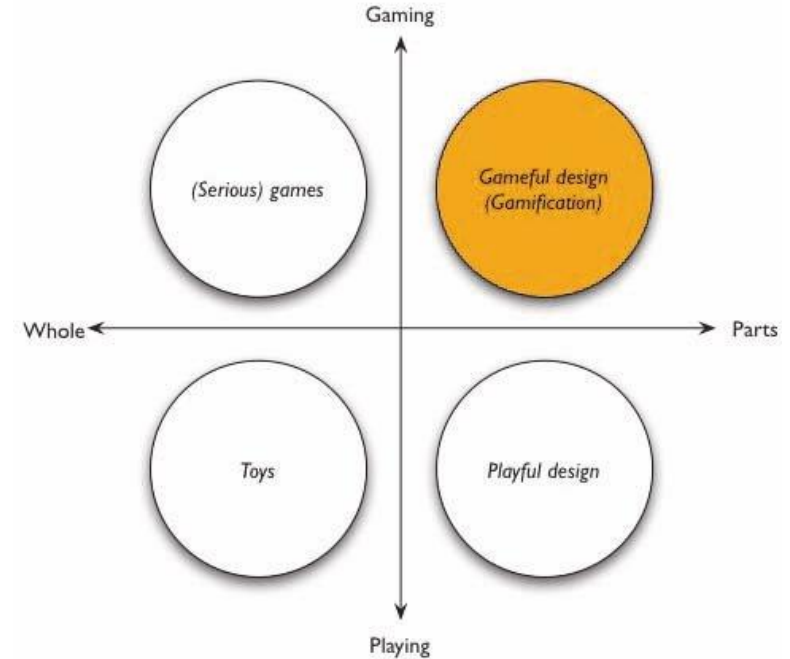 Gaming
(Serious) games
Gameful design
(Gamification)
Whole
Parts
Toys
Playful design
Playing